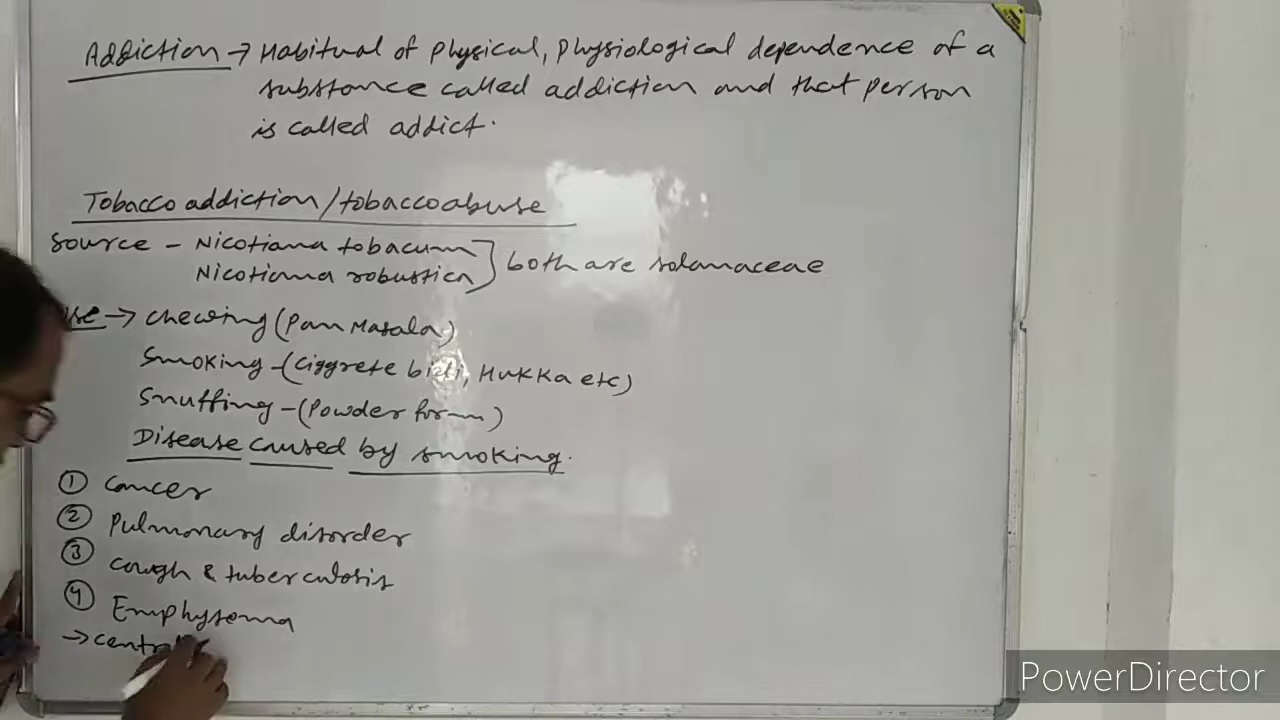 Addiction → Habitual of physical, physiological dependence of a
substance called addiction and that person
is called addict.
Tobacco addiction/tobacco abuse
Source - Nicotiana tobacum
Nicotiana robustica
both are solanaceae
use → chewing (Pan Masala)
Smoking - (Ciggrete bidi, Hukka etc)
Snuffing - (Powder form)
Disease caused by smoking.
① Cancer
② Pulmonary disorder
③ Cough & tuberculosis
④ Emphysema
→ centr
PowerDirector